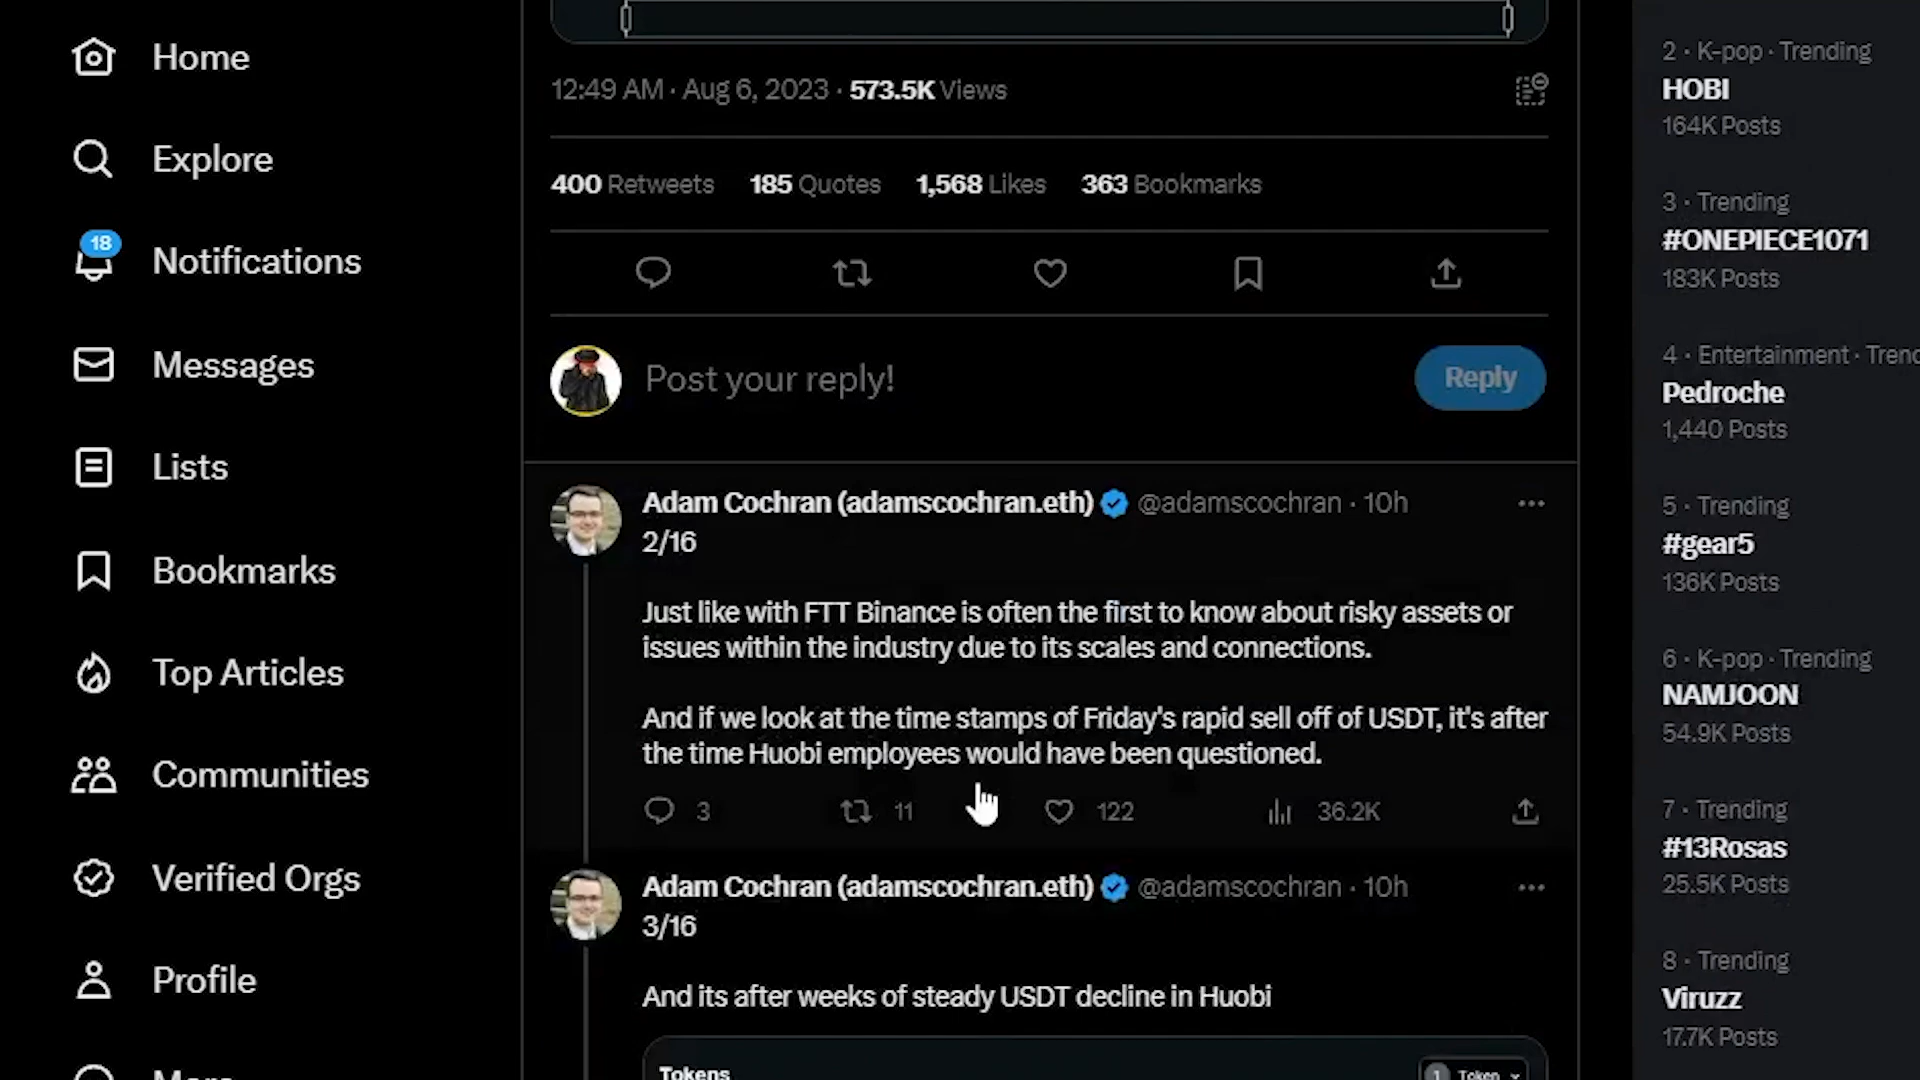 Home
Explore
18
Notifications
Messages
Lists
Bookmarks
Top Articles
Communities
Verified Orgs
Profile
More
12:49 AM · Aug 6, 2023 · 573.5K Views
400 Retweets 185 Quotes 1,568 Likes 363 Bookmarks
Post your reply!
Reply
Adam Cochran (adamscochran.eth) @adamscochran · 10h
2/16
Just like with FTT Binance is often the first to know about risky assets or
issues within the industry due to its scales and connections.
And if we look at the time stamps of Friday's rapid sell off of USDT, it's after
the time Huobi employees would have been questioned.
3 11 122 36.2K
Adam Cochran (adamscochran.eth) @adamscochran · 10h
3/16
And its after weeks of steady USDT decline in Huobi
Tokens
1 Token
2 · K-pop · Trending
HOBI
164K Posts
3 · Trending
#ONEPIECE1071
183K Posts
4 · Entertainment · Trenc
Pedroche
1,440 Posts
5 · Trending
#gear5
136K Posts
6 · K-pop · Trending
NAMJOON
54.9K Posts
7 · Trending
#13Rosas
25.5K Posts
8 · Trending
Viruzz
17.7K Posts